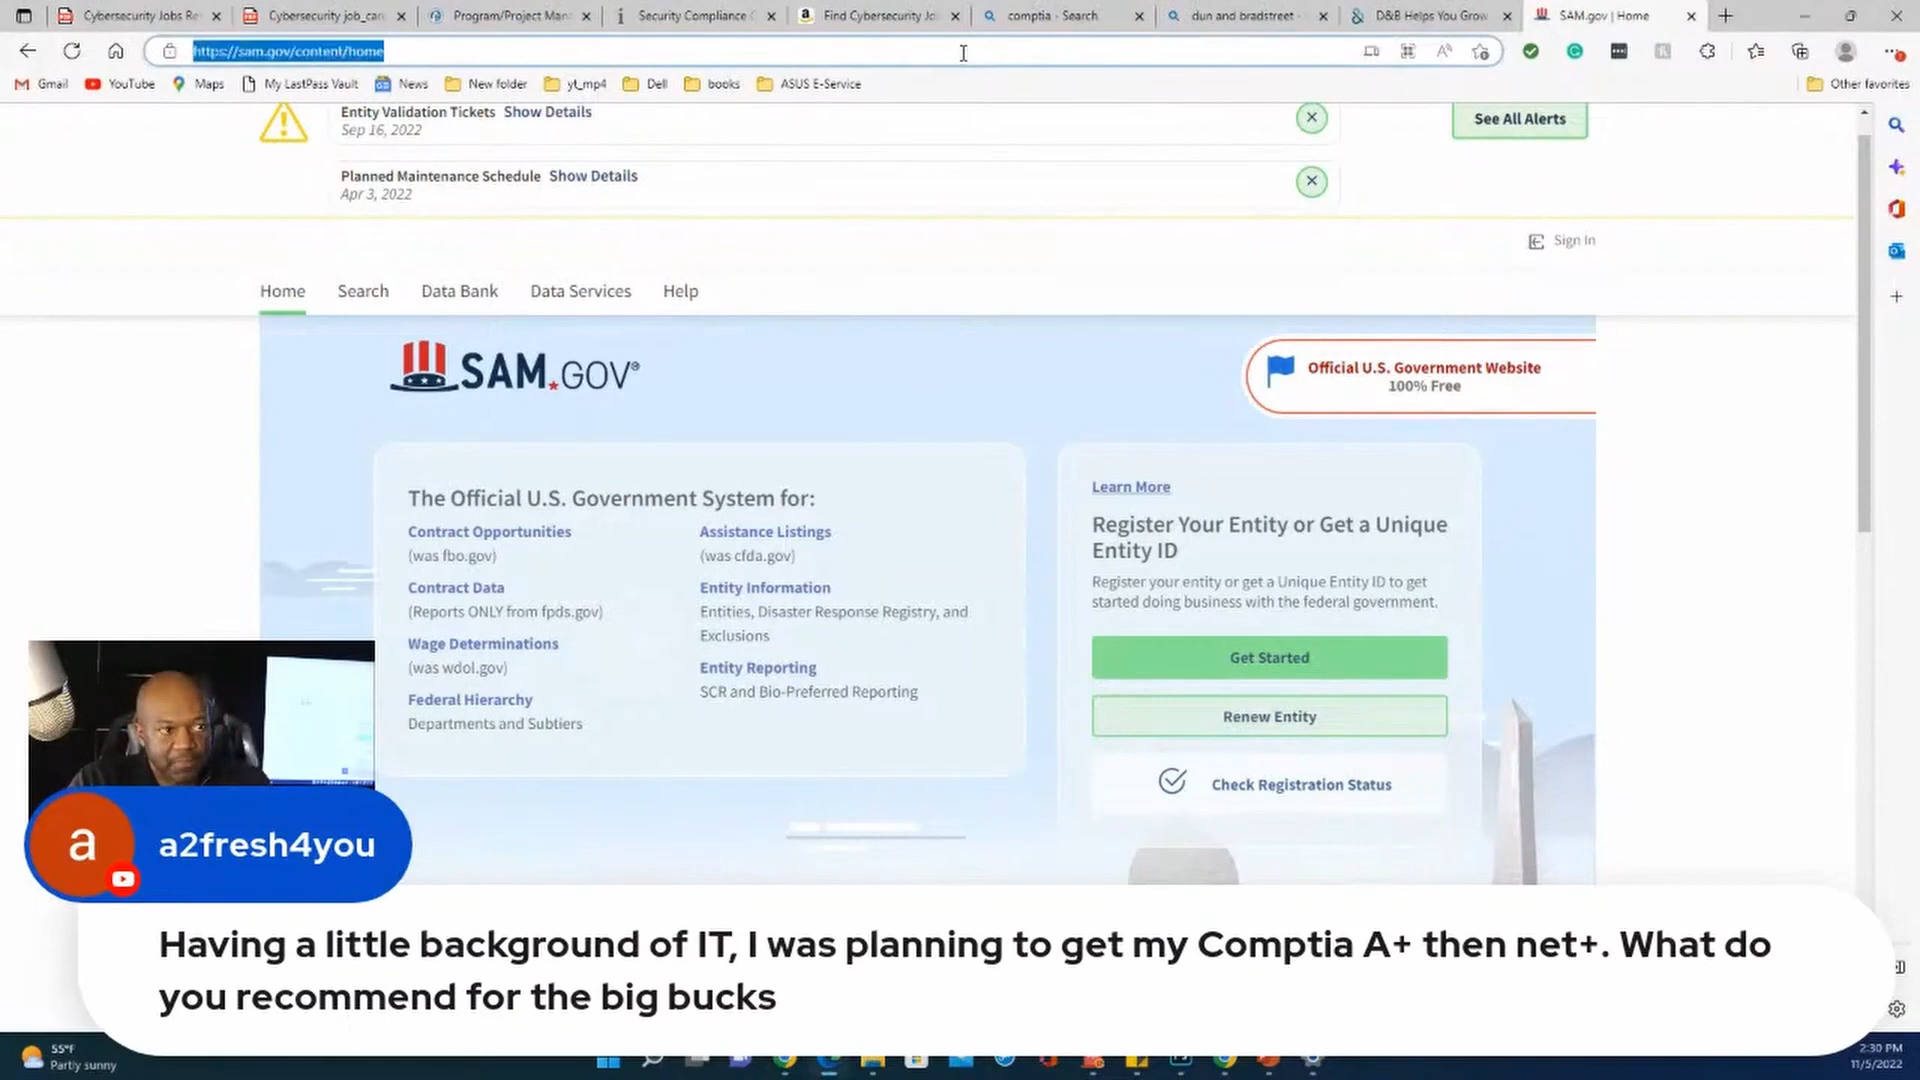 Cybersecurity Jobs Re
Cybersecurity job_can
Program/Project Man
Security Compliance
Find Cybersecurity Jo
comptia - Search
dun and bradstreet -
D&B Helps You Grow
SAM.gov | Home
https://sam.gov/content/home
Gmail
YouTube
Maps
My LastPass Vault
News
New folder
yt_mp4
Dell
books
ASUS E-Service
Other favorites
Entity Validation Tickets Show Details
Sep 16, 2022
See All Alerts
Planned Maintenance Schedule Show Details
Apr 3, 2022
Sign In
Home
Search
Data Bank
Data Services
Help
SAM.GOV®
Official U.S. Government Website
100% Free
The Official U.S. Government System for:
Contract Opportunities
(was fbo.gov)
Contract Data
(Reports ONLY from fpds.gov)
Wage Determinations
(was wdol.gov)
Federal Hierarchy
Departments and Subtiers
Assistance Listings
(was cfda.gov)
Entity Information
Entities, Disaster Response Registry, and
Exclusions
Entity Reporting
SCR and Bio-Preferred Reporting
Learn More
Register Your Entity or Get a Unique
Entity ID
Register your entity or get a Unique Entity ID to get
started doing business with the federal government.
Get Started
Renew Entity
Check Registration Status
a
a2fresh4you
Having a little background of IT, I was planning to get my Comptia A+ then net+. What do
you recommend for the big bucks
55°F
Partly sunny
2:30 PM
11/5/2022